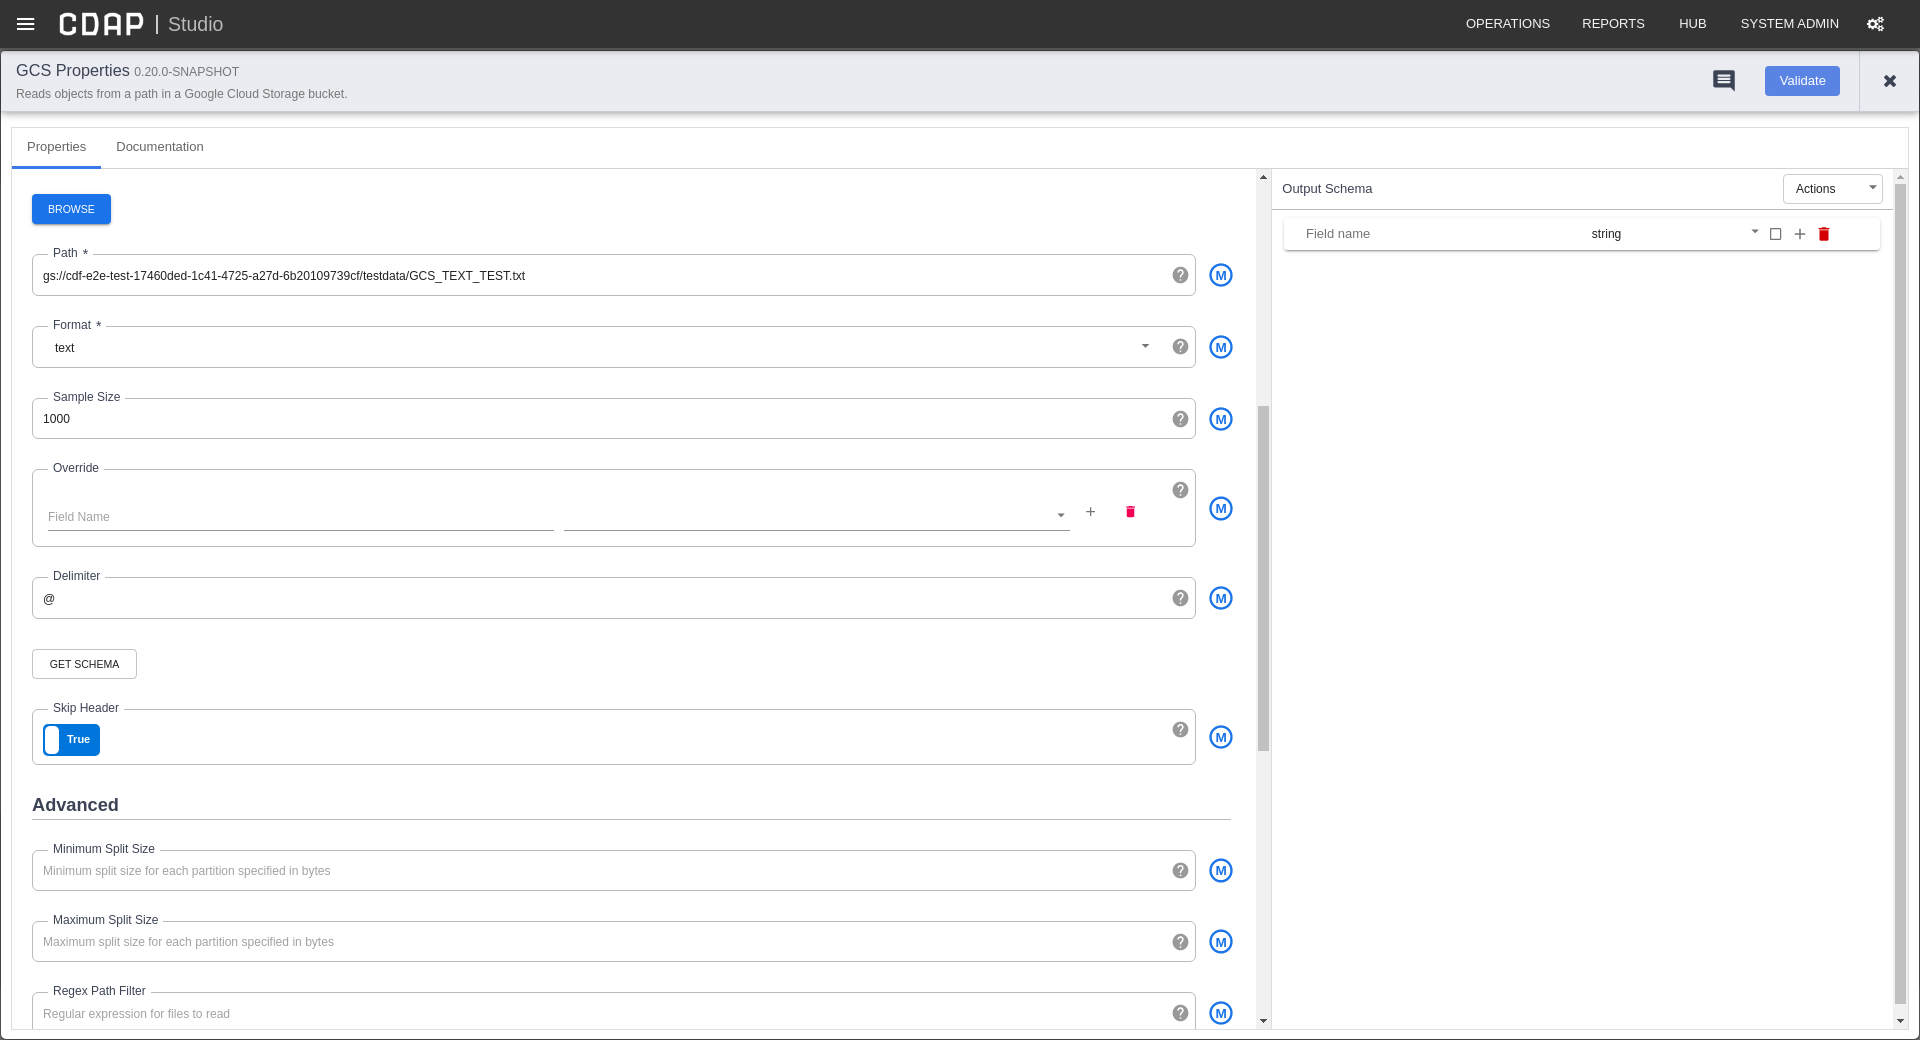 CDAP | Studio
OPERATIONS REPORTS HUB SYSTEM ADMIN
GCS Properties 0.20.0-SNAPSHOT
Reads objects from a path in a Google Cloud Storage bucket.
Validate
Properties Documentation
BROWSE
Path *
gs://cdf-e2e-test-17460ded-1c41-4725-a27d-6b20109739cf/testdata/GCS_TEXT_TEST.txt
? M
Format *
text
? M
Sample Size
1000
? M
Override
Field Name
? M
Delimiter
@
? M
GET SCHEMA
Skip Header
True
? M
Advanced
Minimum Split Size
Minimum split size for each partition specified in bytes
? M
Maximum Split Size
Maximum split size for each partition specified in bytes
? M
Regex Path Filter
Regular expression for files to read
? M
Output Schema
Actions
Field name string